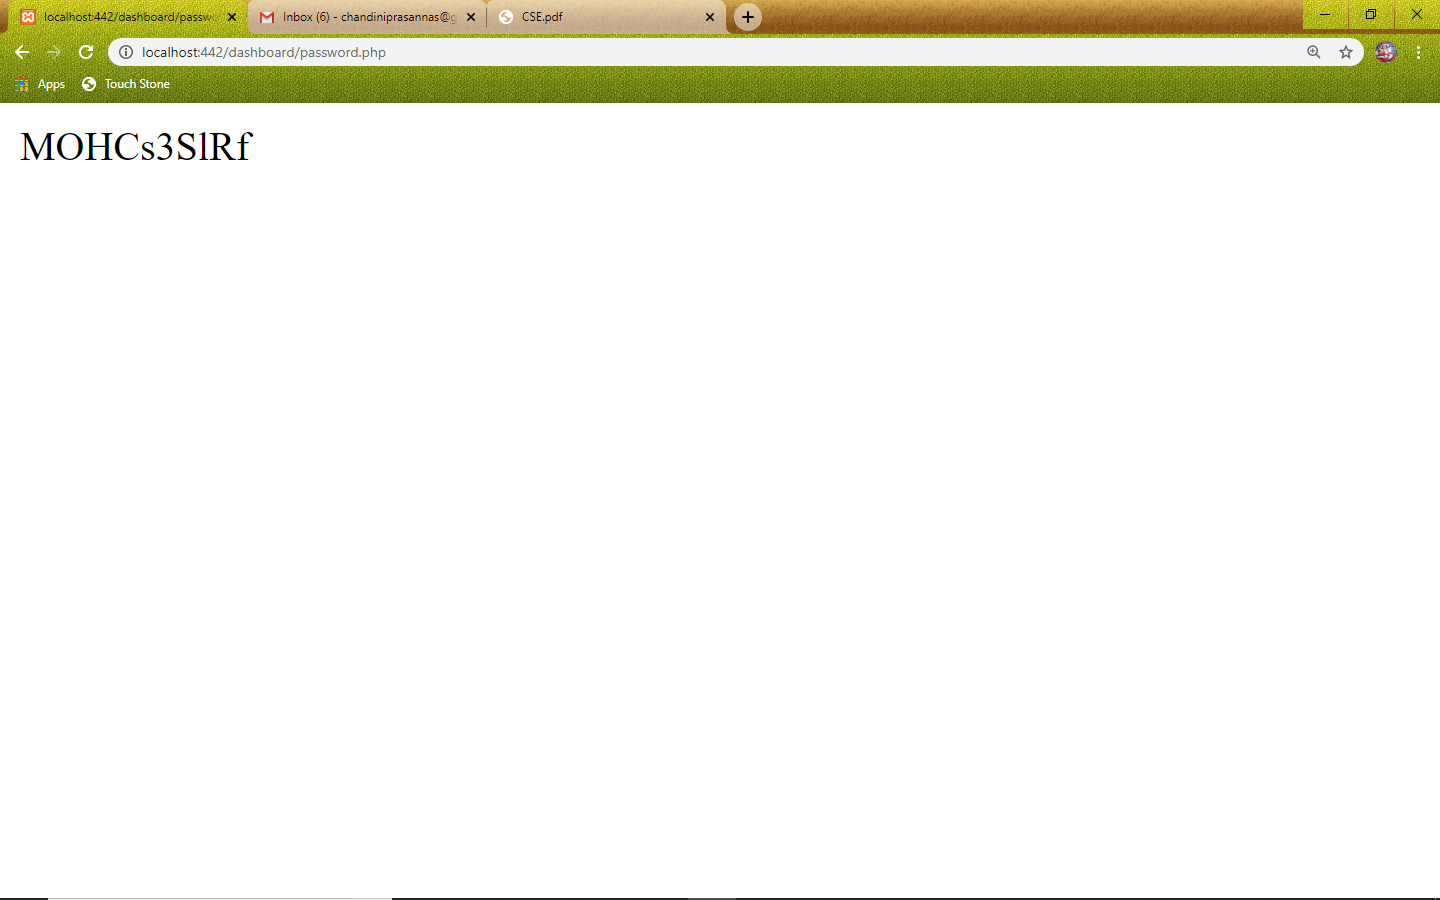 localhost:442/dashboard/passw
Inbox (6) - chandiniprasannas@g
CSE.pdf
localhost:442/dashboard/password.php
Apps
Touch Stone
MOHCs3SlRf